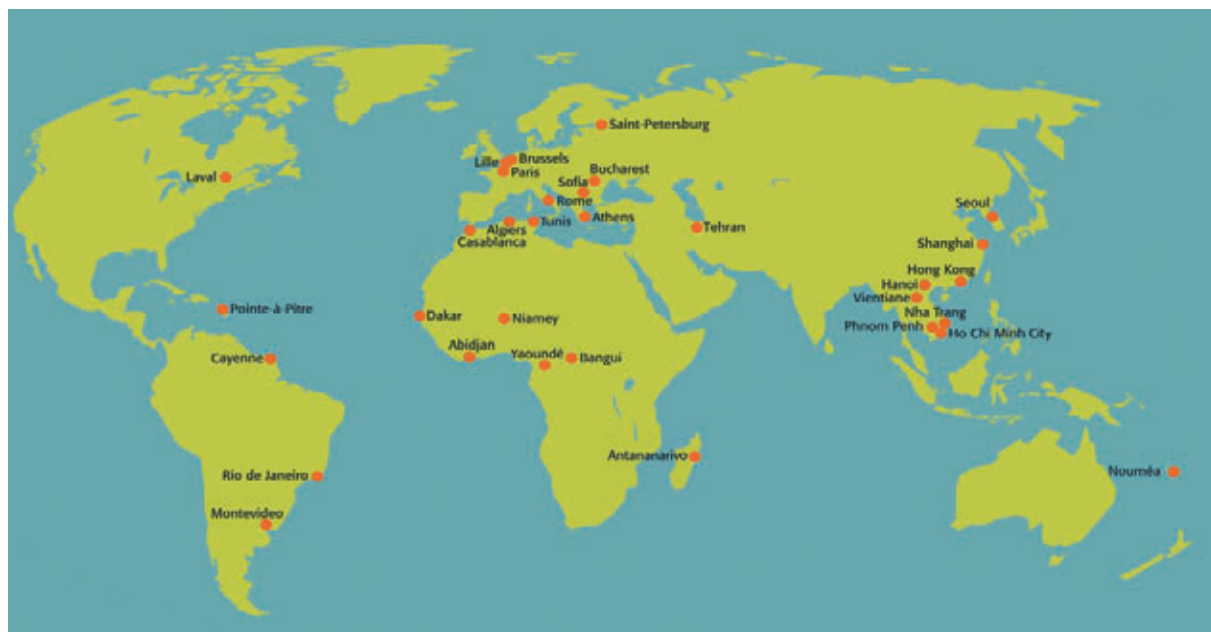 Saint-Petersburg
Lille
Brussels
Paris
Bucharest
Laval
Sofia
Rome
Seoul
Algiers
Tunis
Athens
Tehran
Casablanca
Shanghai
Hong Kong
Hanoi
Vientiane
Pointe-à-Pitre
Dakar
Niamey
Nha Trang
Phnom Penh
Ho Chi Minh City
Abidjan
Yaoundé
Bangui
Cayenne
Antananarivo
Nouméa
Rio de Janeiro
Montevideo